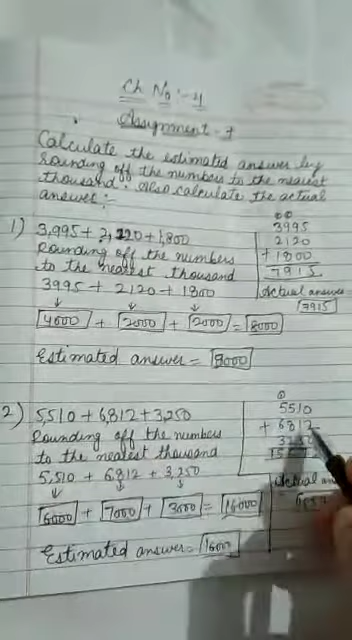 Ch No :- 4
Assignment - 7
Calculate the estimated answer by
Rounding off the numbers to the nearest
thousand. Also calculate the actual
answer :-
1) 3,995 + 2,120 + 1,800
Rounding off the numbers
to the nearest thousand
3995 + 2120 + 1800
4000 + 2000 + 2000 = 8000
Estimated answer = 8000
3995
2120
+ 1800
7915
Actual answer
7915
2) 5,510 + 6,812 + 3,250
Rounding off the numbers
to the nearest thousand
5,510 + 6,812 + 3,250
6000 + 7000 + 3000 = 16000
Estimated answer = 16000
5510
+ 6812
Actual